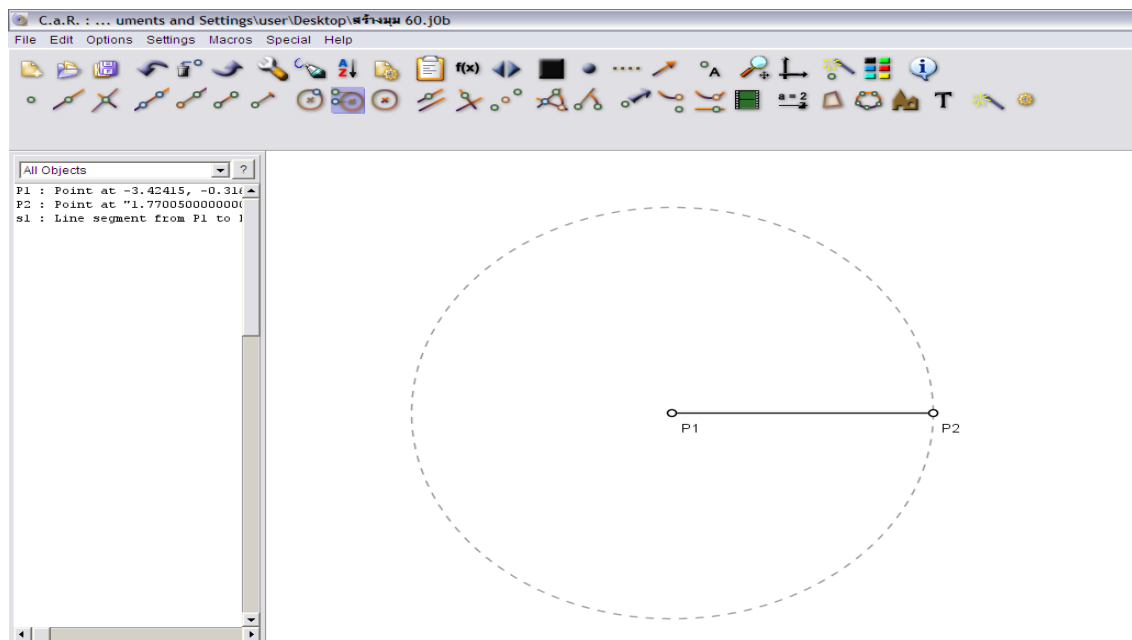 C.a.R. : ... uments and Settings\user\Desktop\สร้างมุม 60.j0b
File Edit Options Settings Macros Special Help
f(x)
A
Z
A
a = 2
T
All Objects
?
P1 : Point at -3.42415, -0.316
P2 : Point at "1.7700500000000
s1 : Line segment from P1 to
P1
P2